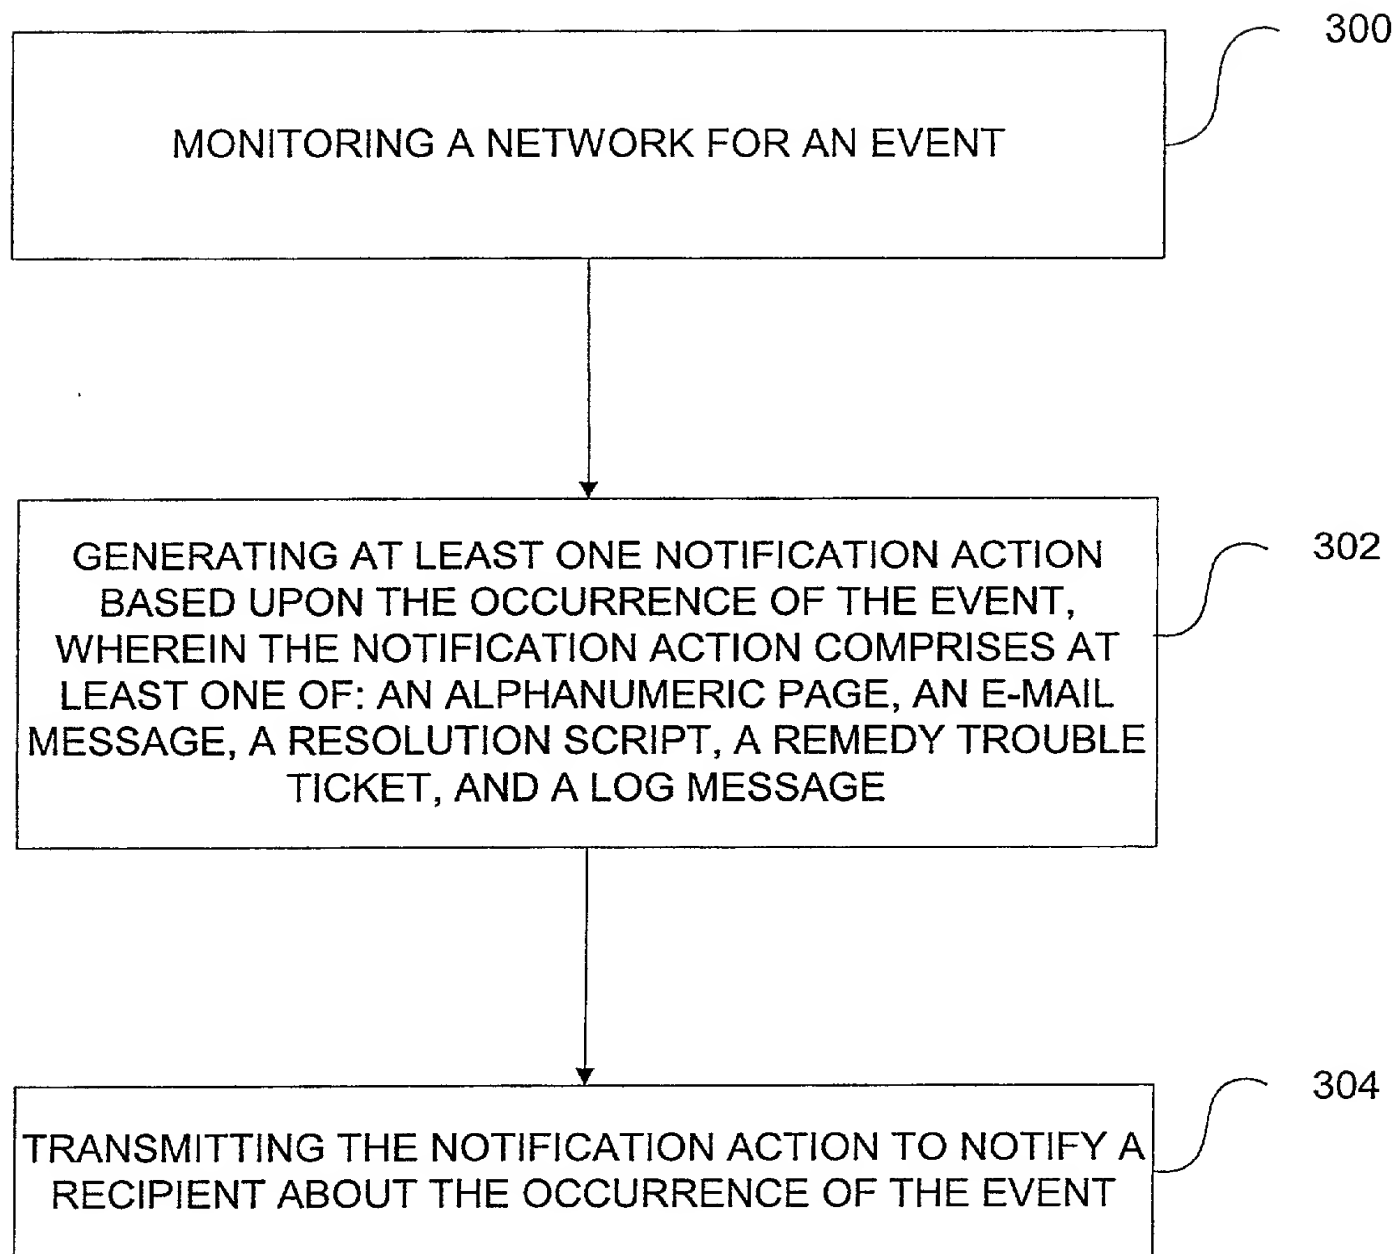 300
MONITORING A NETWORK FOR AN EVENT
302
GENERATING AT LEAST ONE NOTIFICATION ACTION
BASED UPON THE OCCURRENCE OF THE EVENT,
WHEREIN THE NOTIFICATION ACTION COMPRISES AT
LEAST ONE OF: AN ALPHANUMERIC PAGE, AN E-MAIL
MESSAGE, A RESOLUTION SCRIPT, A REMEDY TROUBLE
TICKET, AND A LOG MESSAGE
304
TRANSMITTING THE NOTIFICATION ACTION TO NOTIFY A
RECIPIENT ABOUT THE OCCURRENCE OF THE EVENT